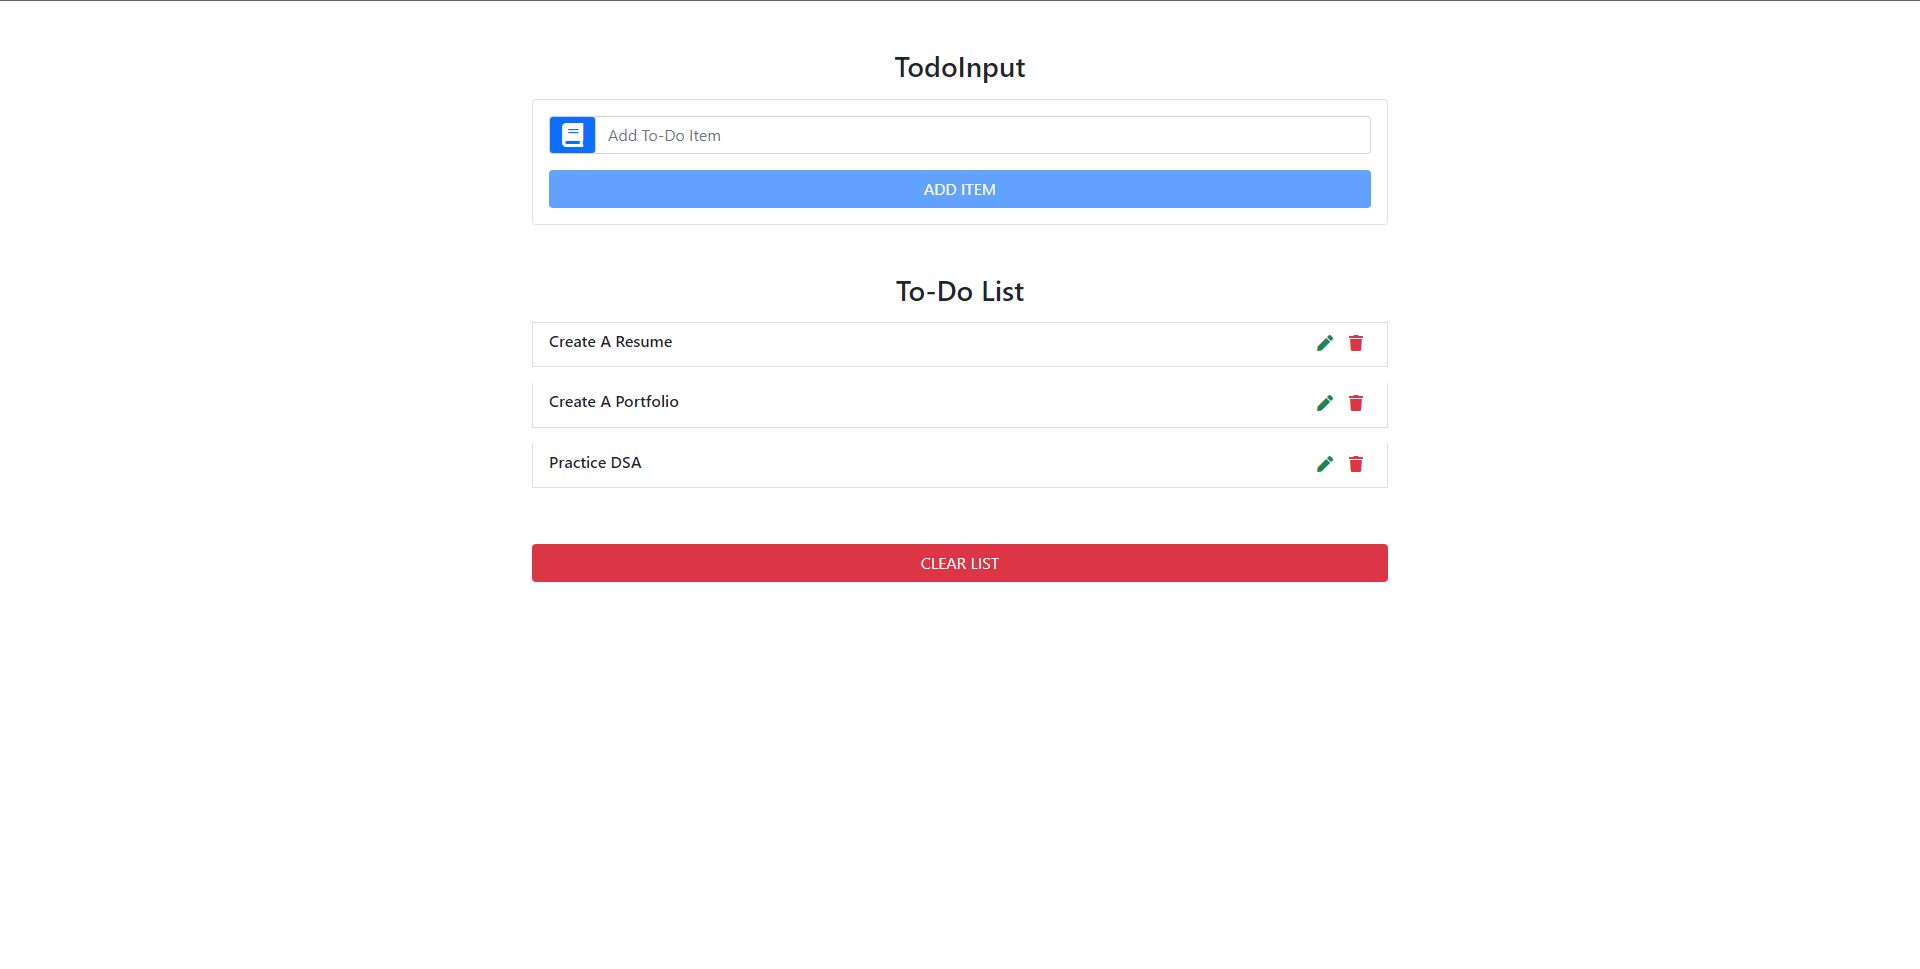 TodoInput
Add To-Do Item
ADD ITEM
To-Do List
Create A Resume
Create A Portfolio
Practice DSA
CLEAR LIST